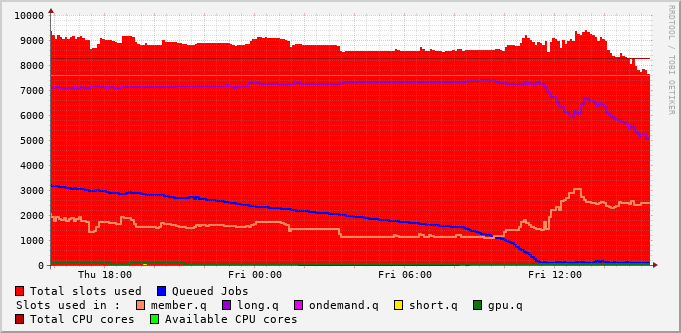 10000
9000
8000
7000
6000
5000
4000
3000
2000
1000
0
Thu 18:00 Fri 00:00 Fri 06:00 Fri 12:00
RRDTOOL / TOBI OETIKER
Total slots used Queued Jobs
Slots used in : member.q long.q ondemand.q short.q gpu.q
Total CPU cores Available CPU cores